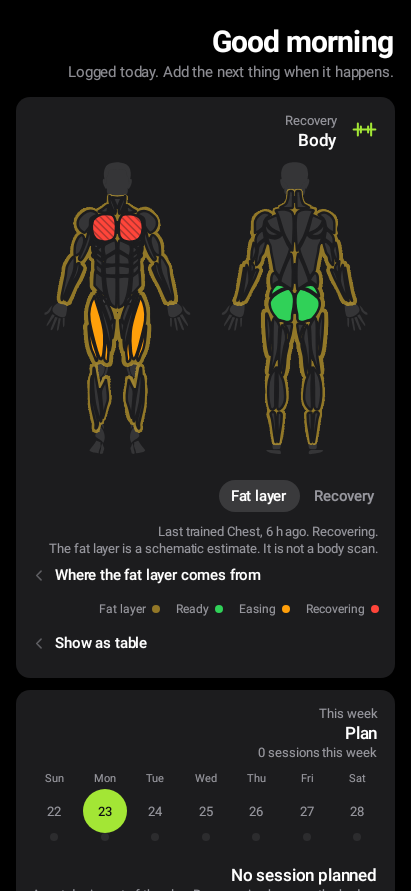 Good morning
Logged today. Add the next thing when it happens.
Recovery
Body
Fat layer
Recovery
Last trained Chest, 6 h ago. Recovering.
The fat layer is a schematic estimate. It is not a body scan.
Where the fat layer comes from
Fat layer Ready Easing Recovering
Show as table
This week
Plan
0 sessions this week
Sun Mon Tue Wed Thu Fri Sat
22 23 24 25 26 27 28
No session planned